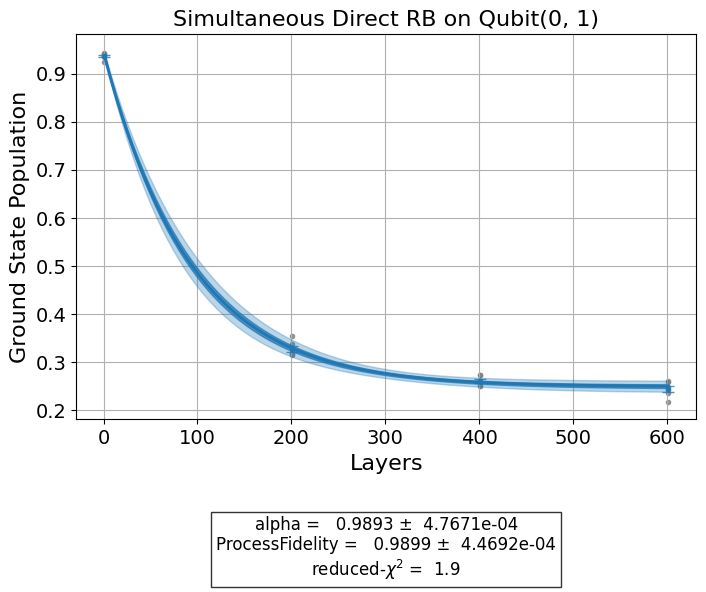 Simultaneous Direct RB on Qubit(0, 1)
Ground State Population
0.9
0.8
0.7
0.6
0.5
0.4
0.3
0.2
0 100 200 300 400 500 600
Layers
alpha = 0.9893 ± 4.7671e-04
ProcessFidelity = 0.9899 ± 4.4692e-04
reduced-χ² = 1.9